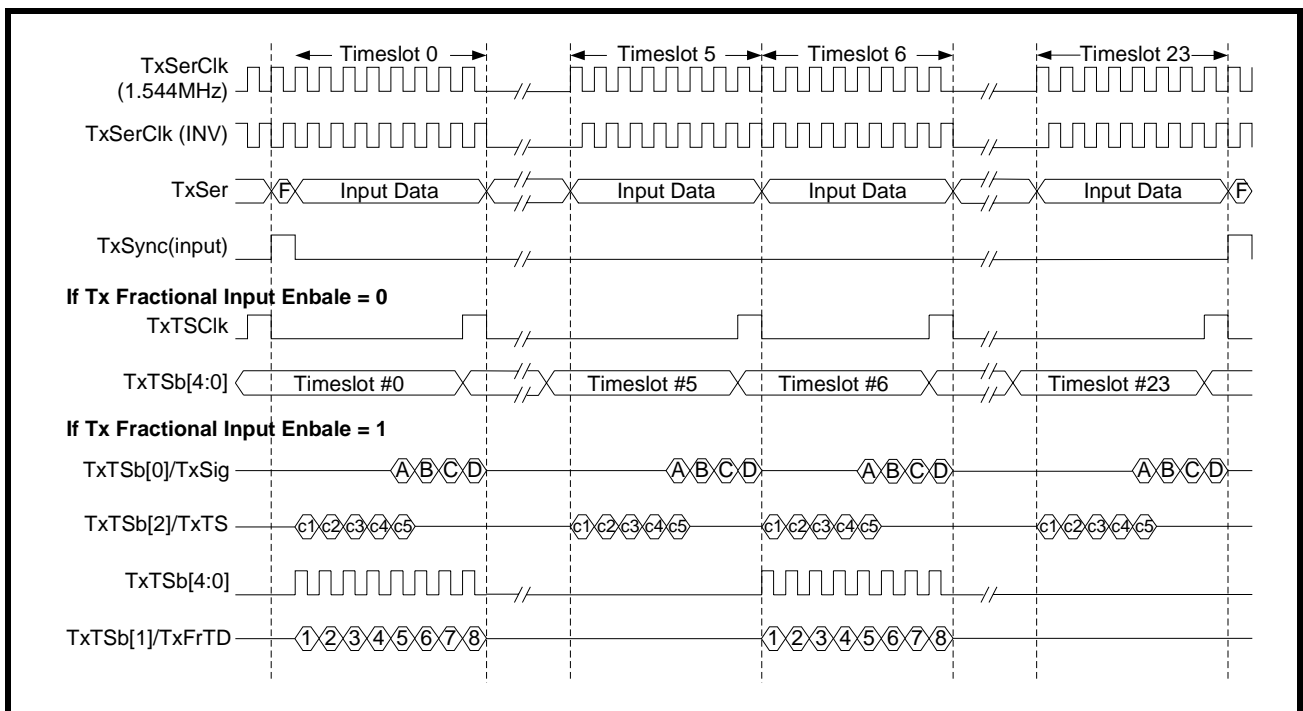 Timeslot 0 Timeslot 5 Timeslot 6 Timeslot 23
TxSerClk
(1.544MHz)
TxSerClk (INV)
TxSer F Input Data Input Data Input Data Input Data F
TxSync(input)
If Tx Fractional Input Enbale = 0
TxTSClk
TxTSb[4:0] Timeslot #0 Timeslot #5 Timeslot #6 Timeslot #23
If Tx Fractional Input Enbale = 1
TxTSb[0]/TxSig A B C D A B C D A B C D A B C D
TxTSb[2]/TxTS c1 c2 c3 c4 c5 c1 c2 c3 c4 c5 c1 c2 c3 c4 c5 c1 c2 c3 c4 c5
TxTSb[4:0]
TxTSb[1]/TxFrTD 1 2 3 4 5 6 7 8 1 2 3 4 5 6 7 8